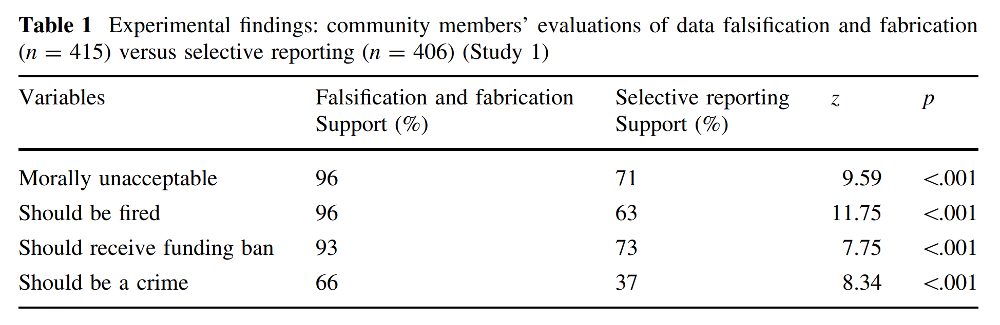 Table 1 Experimental findings: community members’ evaluations of data falsification and fabrication
(n = 415) versus selective reporting (n = 406) (Study 1)
Variables Falsification and fabrication Support (%) Selective reporting Support (%) z p
Morally unacceptable 96 71 9.59 <.001
Should be fired 96 63 11.75 <.001
Should receive funding ban 93 73 7.75 <.001
Should be a crime 66 37 8.34 <.001